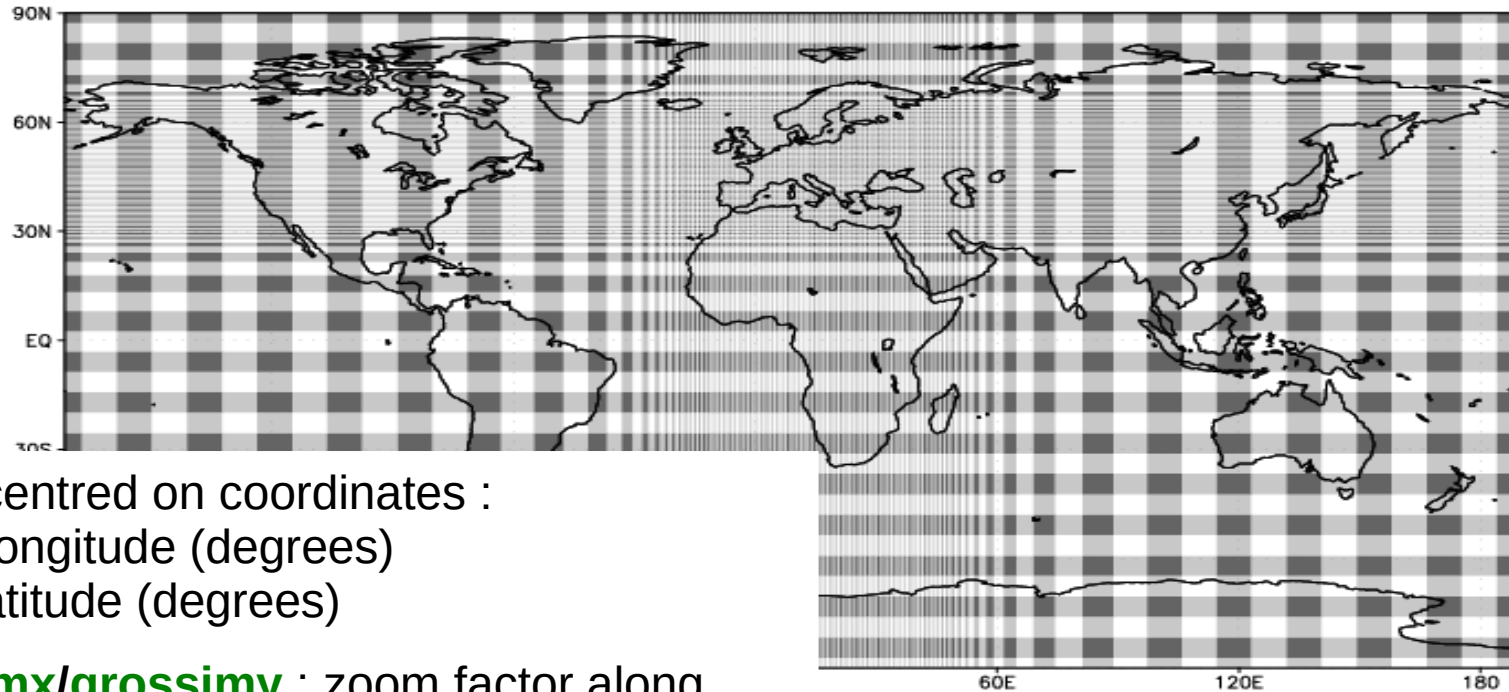 90N
60N
30N
EQ
30S
centred on coordinates :
ongitude (degrees)
atitude (degrees)
mx/grossimy : zoom factor along
60E 120E 180